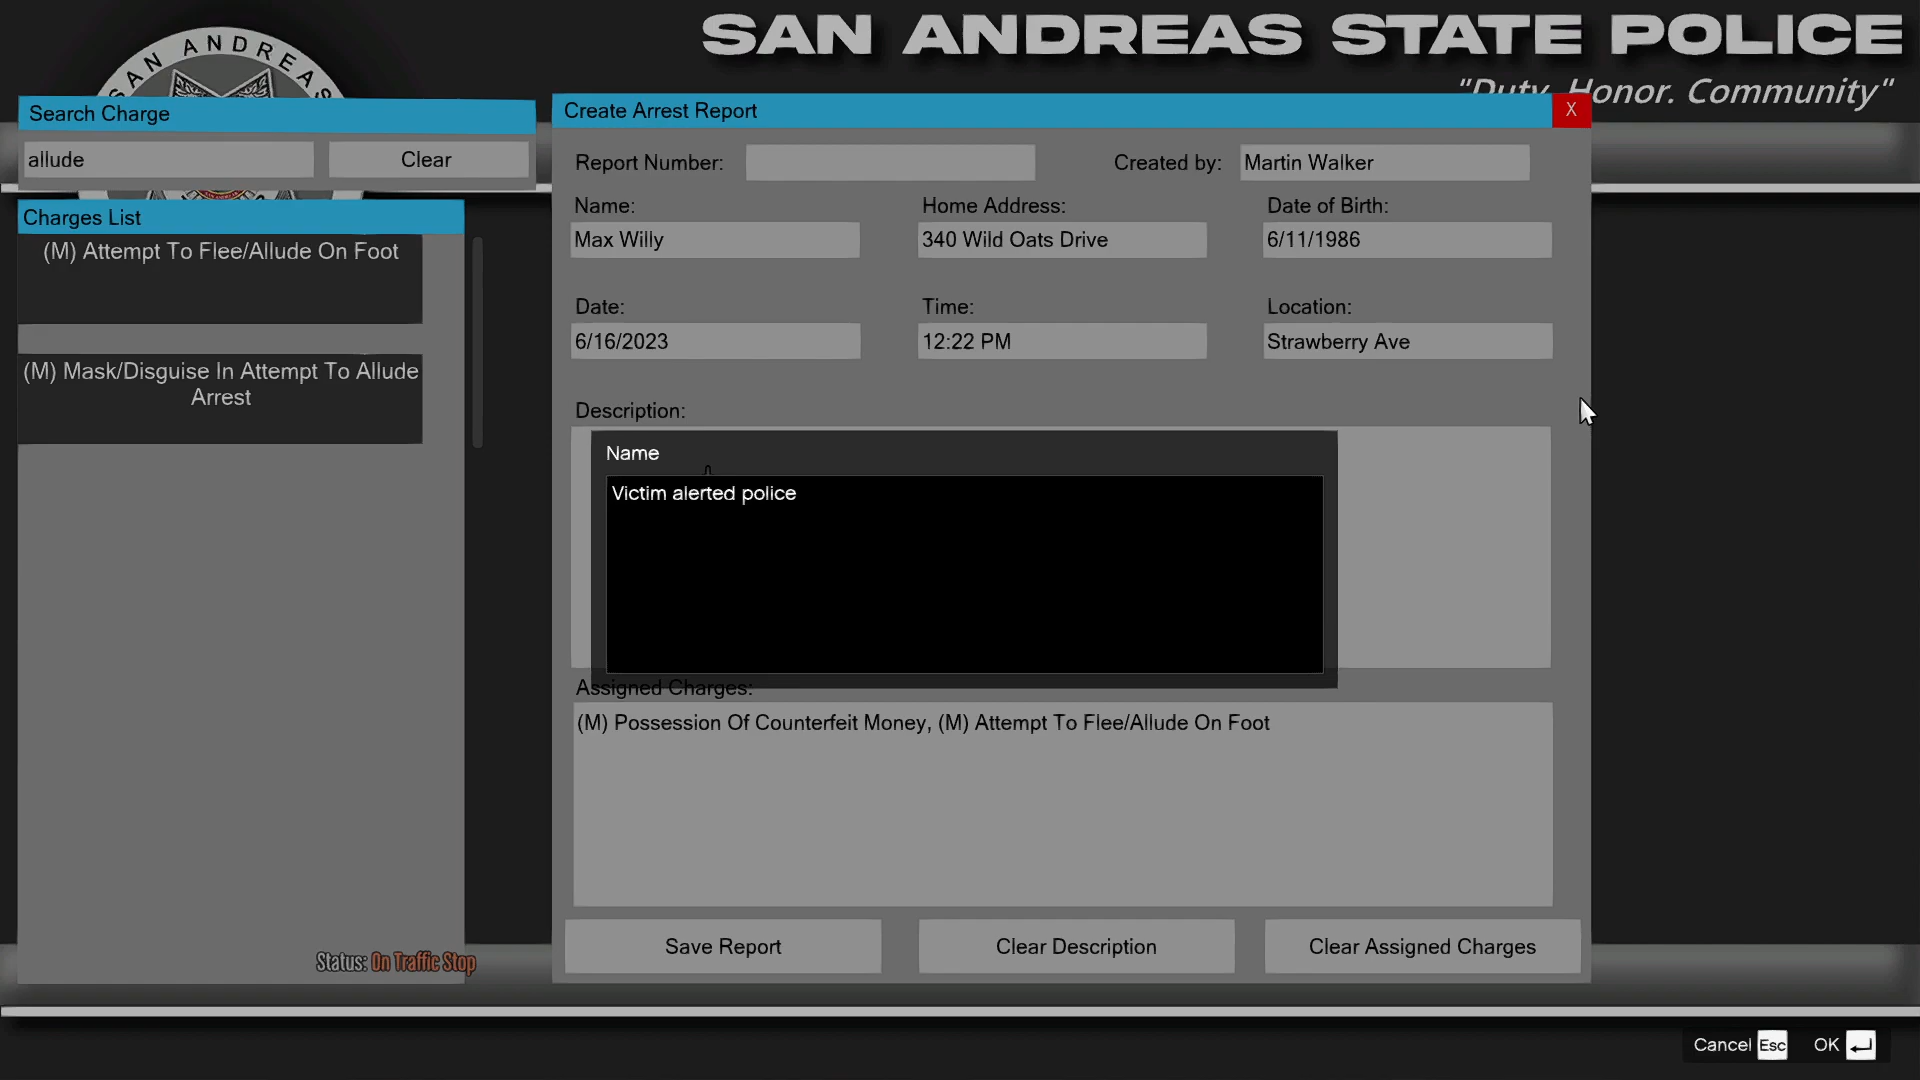 SAN ANDREAS STATE POLICE
"Duty. Honor. Community"
SAN ANDREAS
Search Charge
allude
Clear
Charges List
(M) Attempt To Flee/Allude On Foot
(M) Mask/Disguise In Attempt To Allude
Arrest
Status: On Traffic Stop
Create Arrest Report
X
Report Number:
Created by:
Martin Walker
Name:
Home Address:
Date of Birth:
Max Willy
340 Wild Oats Drive
6/11/1986
Date:
Time:
Location:
6/16/2023
12:22 PM
Strawberry Ave
Description:
Name
Victim alerted police
Assigned Charges:
(M) Possession Of Counterfeit Money, (M) Attempt To Flee/Allude On Foot
Save Report
Clear Description
Clear Assigned Charges
Cancel Esc
OK